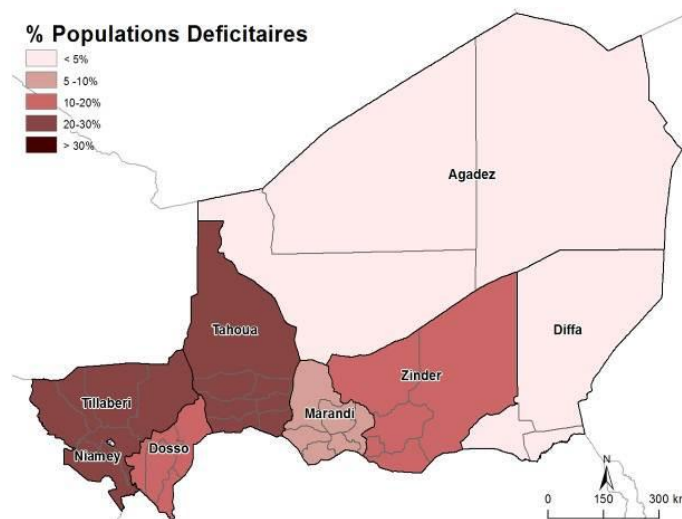 % Populations Deficitaires
< 5%
5 -10%
10-20%
20-30%
> 30%
Agadez
Tahoua
Diffa
Zinder
Tillaberi
Marandi
Niamey
Dosso
N
0 150 300 km